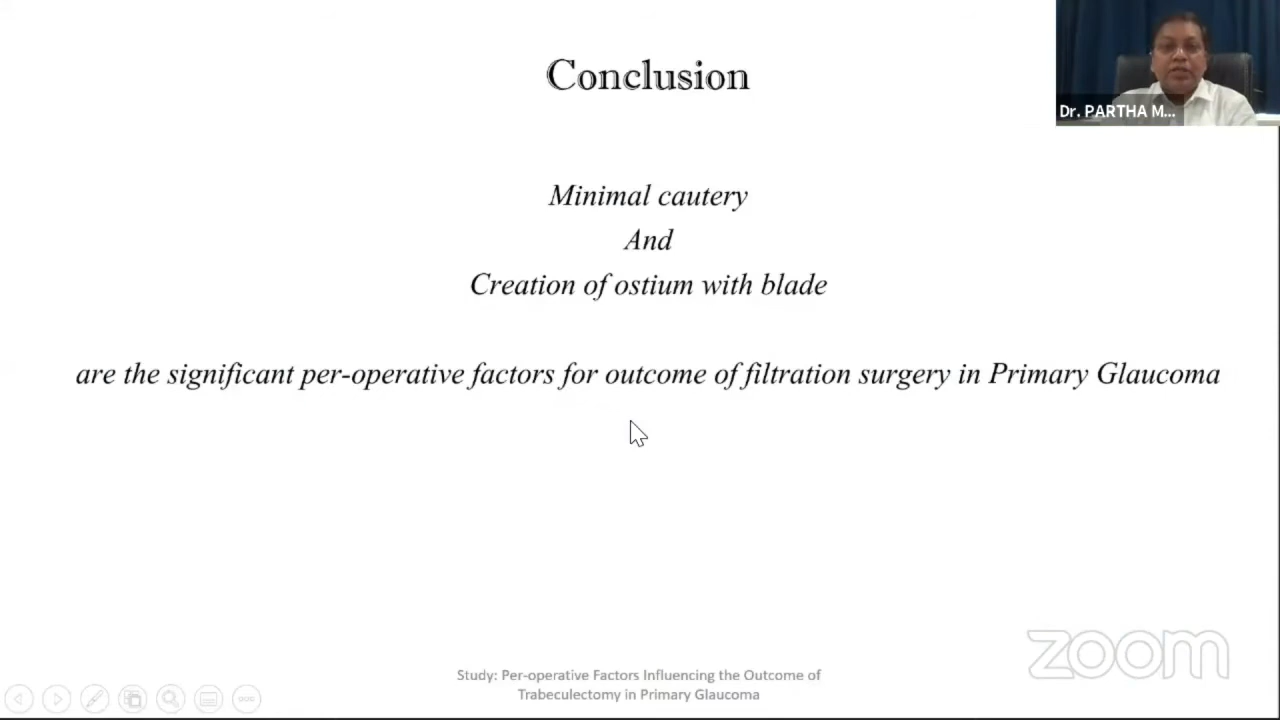 Conclusion
Dr. PARTHA M...
Minimal cautery
And
Creation of ostium with blade
are the significant per-operative factors for outcome of filtration surgery in Primary Glaucoma
zoom
Study: Per-operative Factors Influencing the Outcome of
Trabeculectomy in Primary Glaucoma